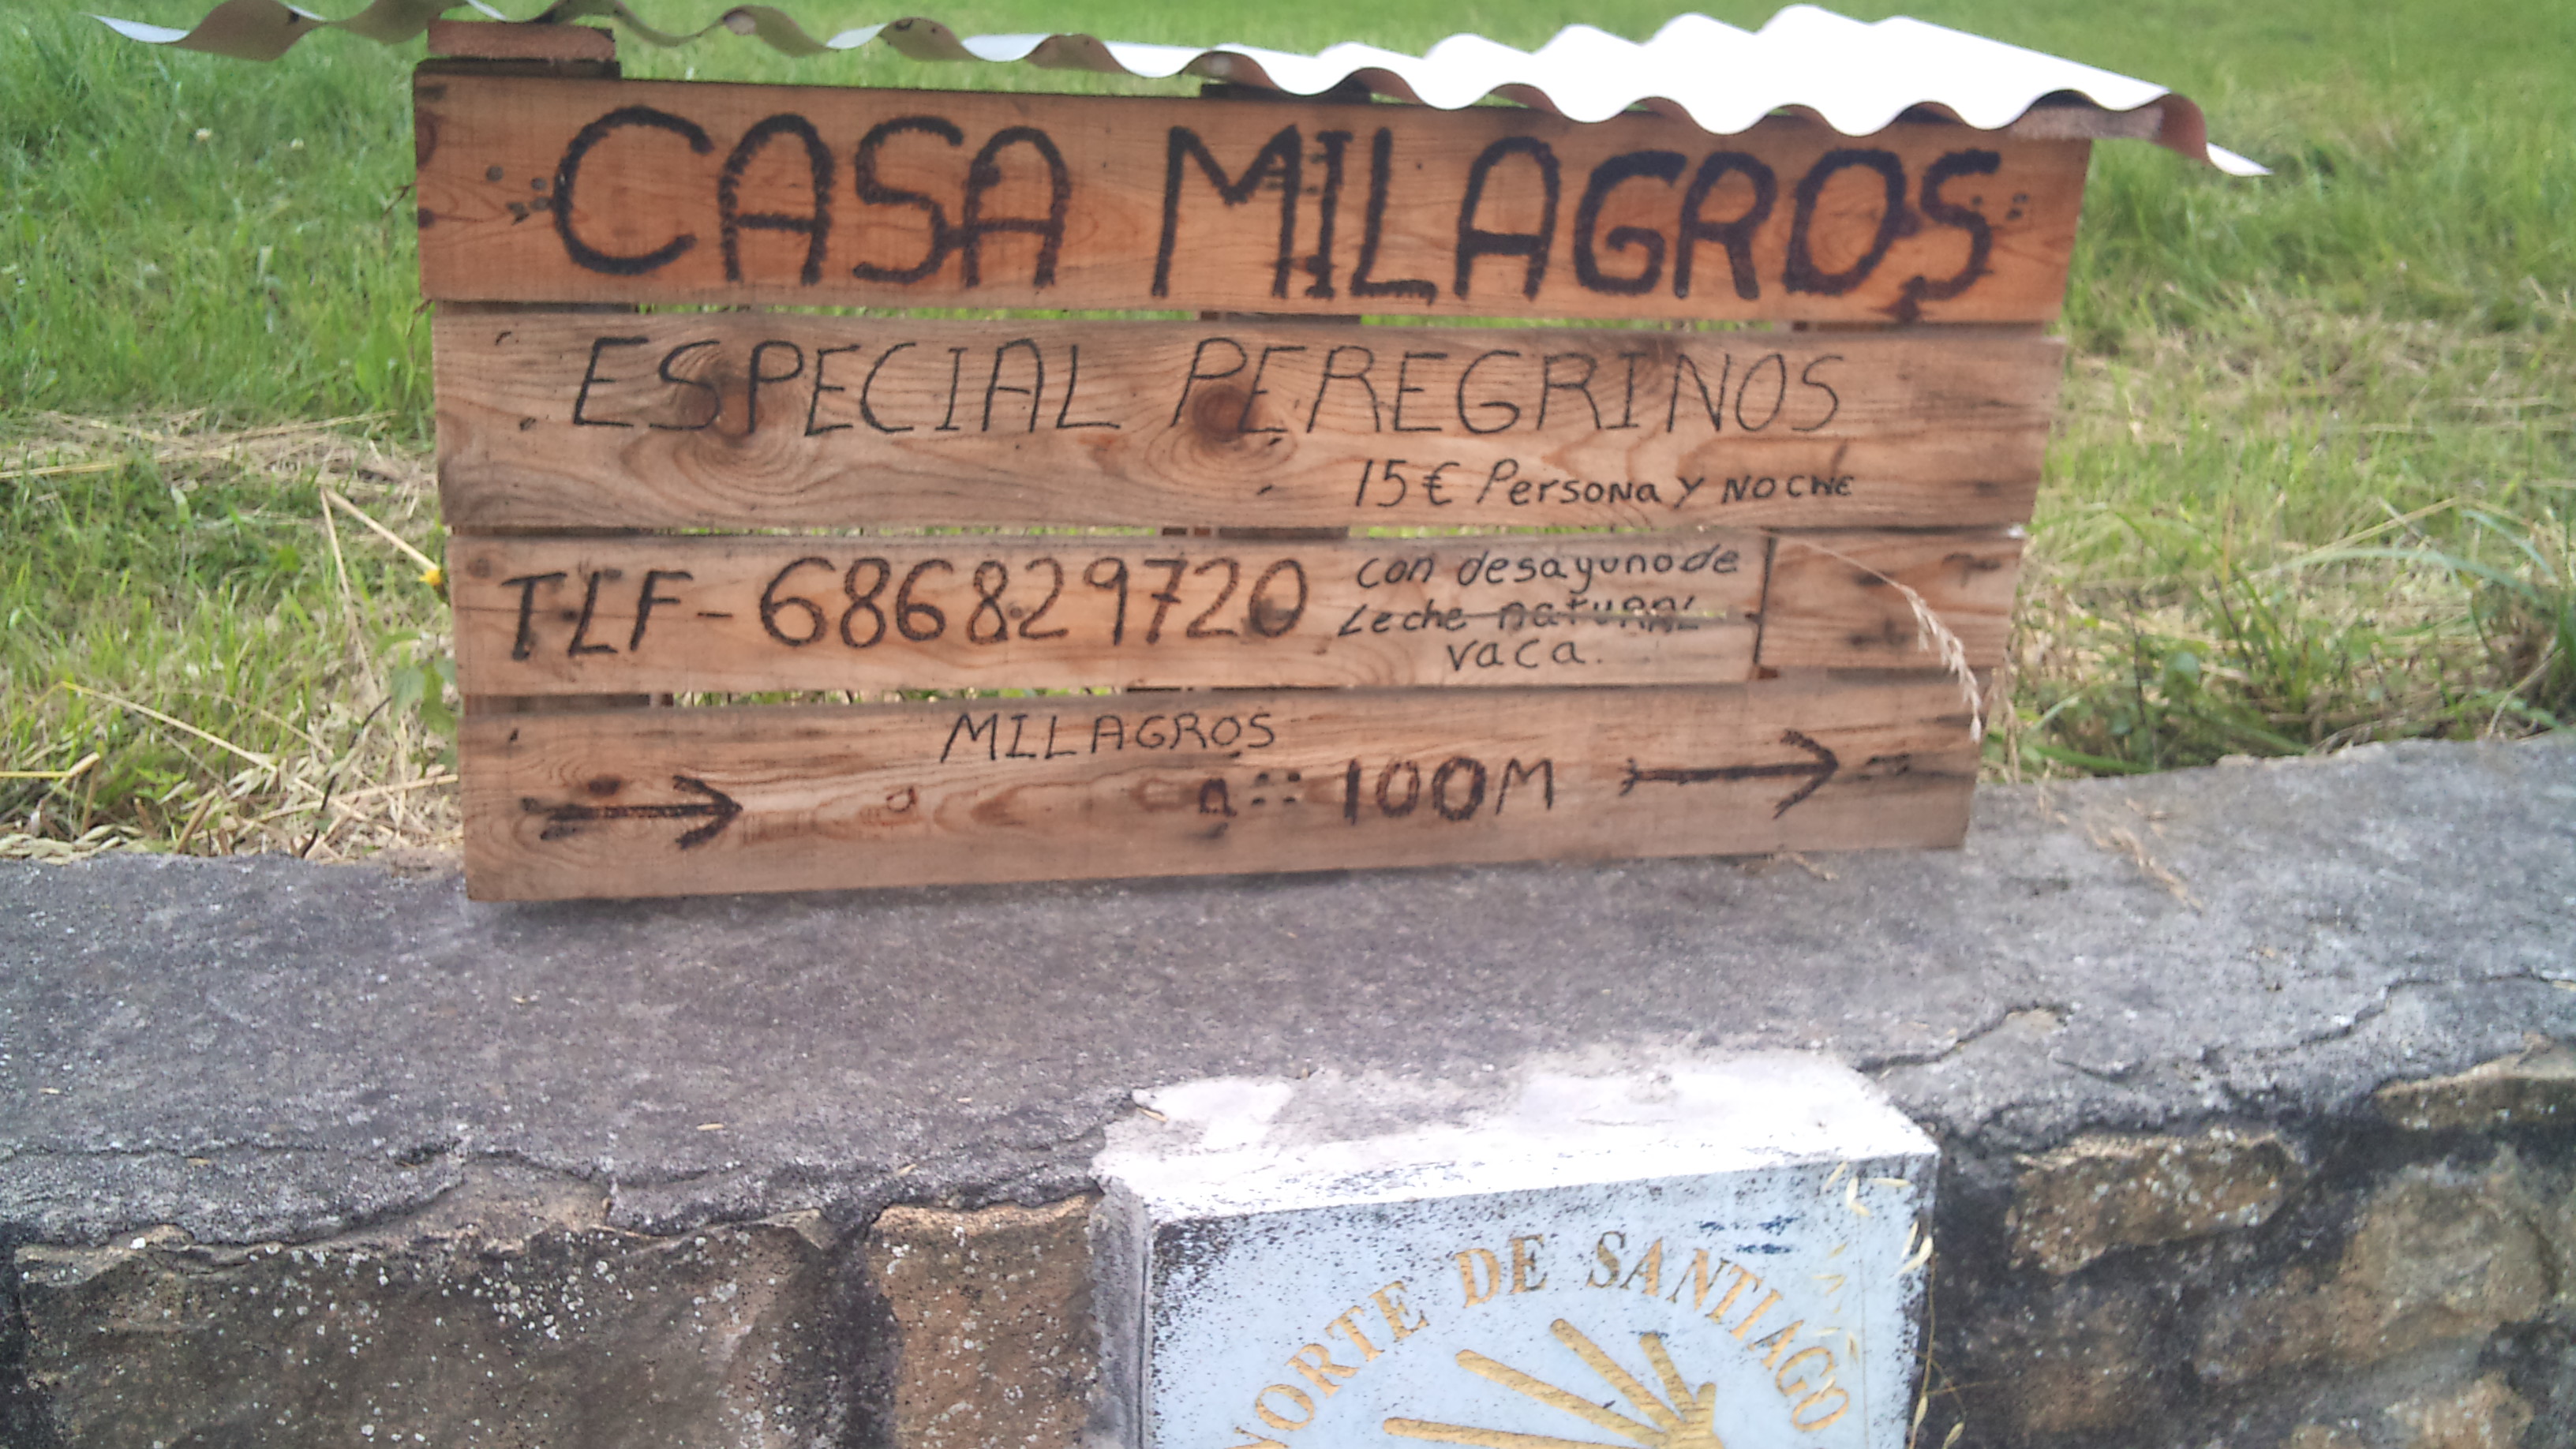 CASA MILAGROS
ESPECIAL PEREGRINOS
15€ Persona y NOCHE
TLF-686829720
con desayuno de
Leche natural
vaca.
MILAGROS
a 100M
NORTE DE SANTIAGO